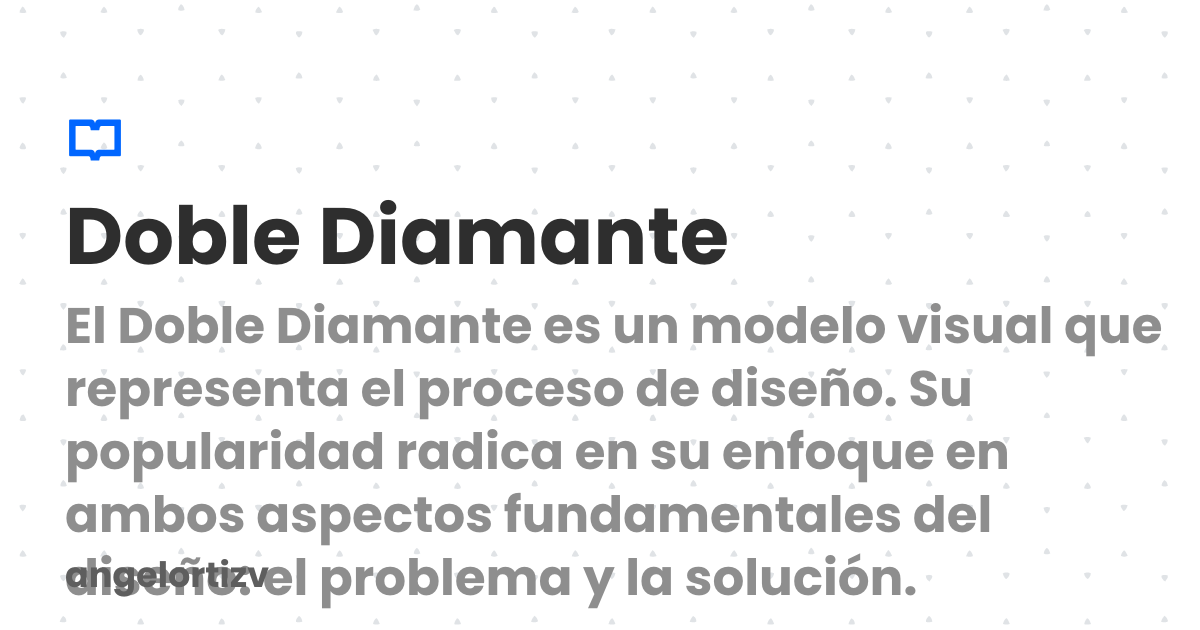 Doble Diamante
El Doble Diamante es un modelo visual que
representa el proceso de diseño. Su
popularidad radica en su enfoque en
ambos aspectos fundamentales del
diseño: el problema y la solución.
angelortizv